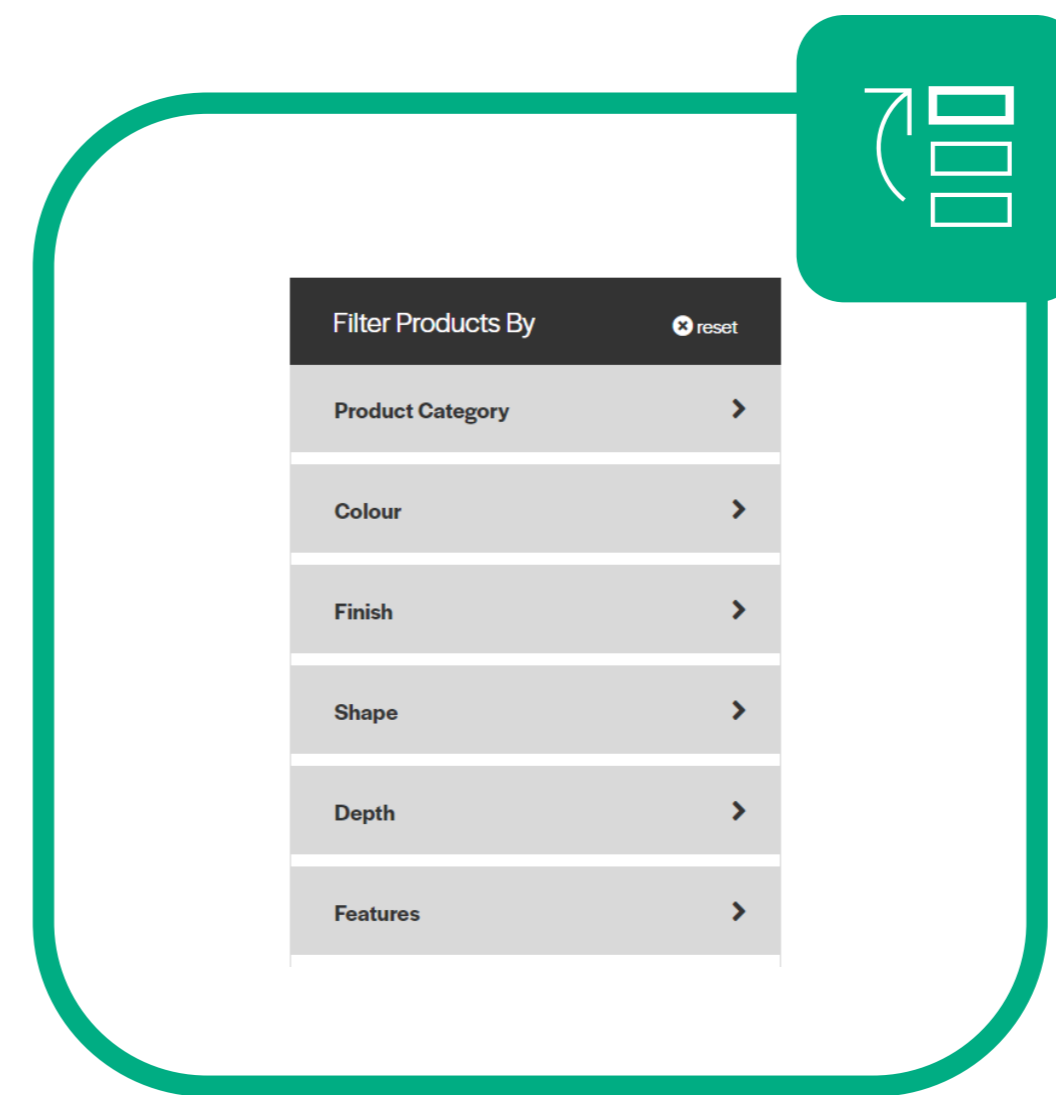 Filter Products By reset
Product Category
Colour
Finish
Shape
Depth
Features